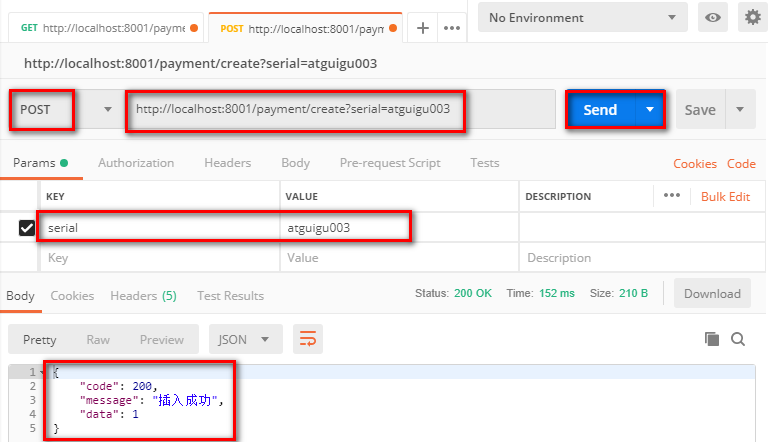 GET http://localhost:8001/payme POST http://localhost:8001/paym + ••• No Environment
http://localhost:8001/payment/create?serial=atguigu003
POST http://localhost:8001/payment/create?serial=atguigu003 Send Save
Params Authorization Headers Body Pre-request Script Tests Cookies Code
KEY VALUE DESCRIPTION ••• Bulk Edit
serial atguigu003
Key Value Description
Body Cookies Headers (5) Test Results Status: 200 OK Time: 152 ms Size: 210 B Download
Pretty Raw Preview JSON
1 {
2 "code": 200,
3 "message": "插入成功",
4 "data": 1
5 }